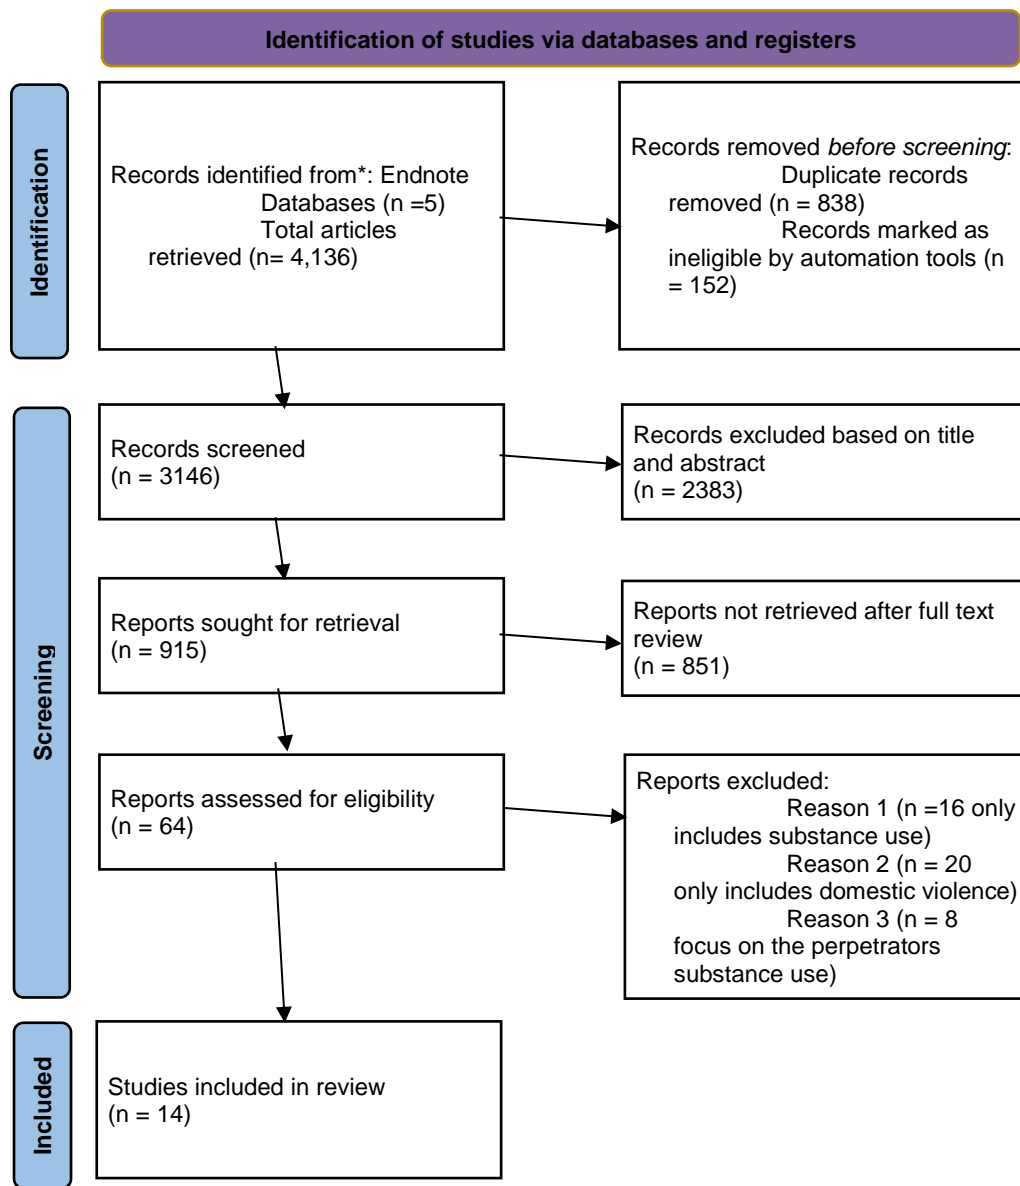 Identification of studies via databases and registers
Identification
Records identified from*: Endnote
Databases (n =5)
Total articles
retrieved (n= 4,136)
Records removed before screening:
Duplicate records
removed (n = 838)
Records marked as
ineligible by automation tools (n
= 152)
Screening
Records screened
(n = 3146)
Records excluded based on title
and abstract
(n = 2383)
Reports sought for retrieval
(n = 915)
Reports not retrieved after full text
review
(n = 851)
Reports assessed for eligibility
(n = 64)
Reports excluded:
Reason 1 (n =16 only
includes substance use)
Reason 2 (n = 20
only includes domestic violence)
Reason 3 (n = 8
focus on the perpetrators
substance use)
Included
Studies included in review
(n = 14)